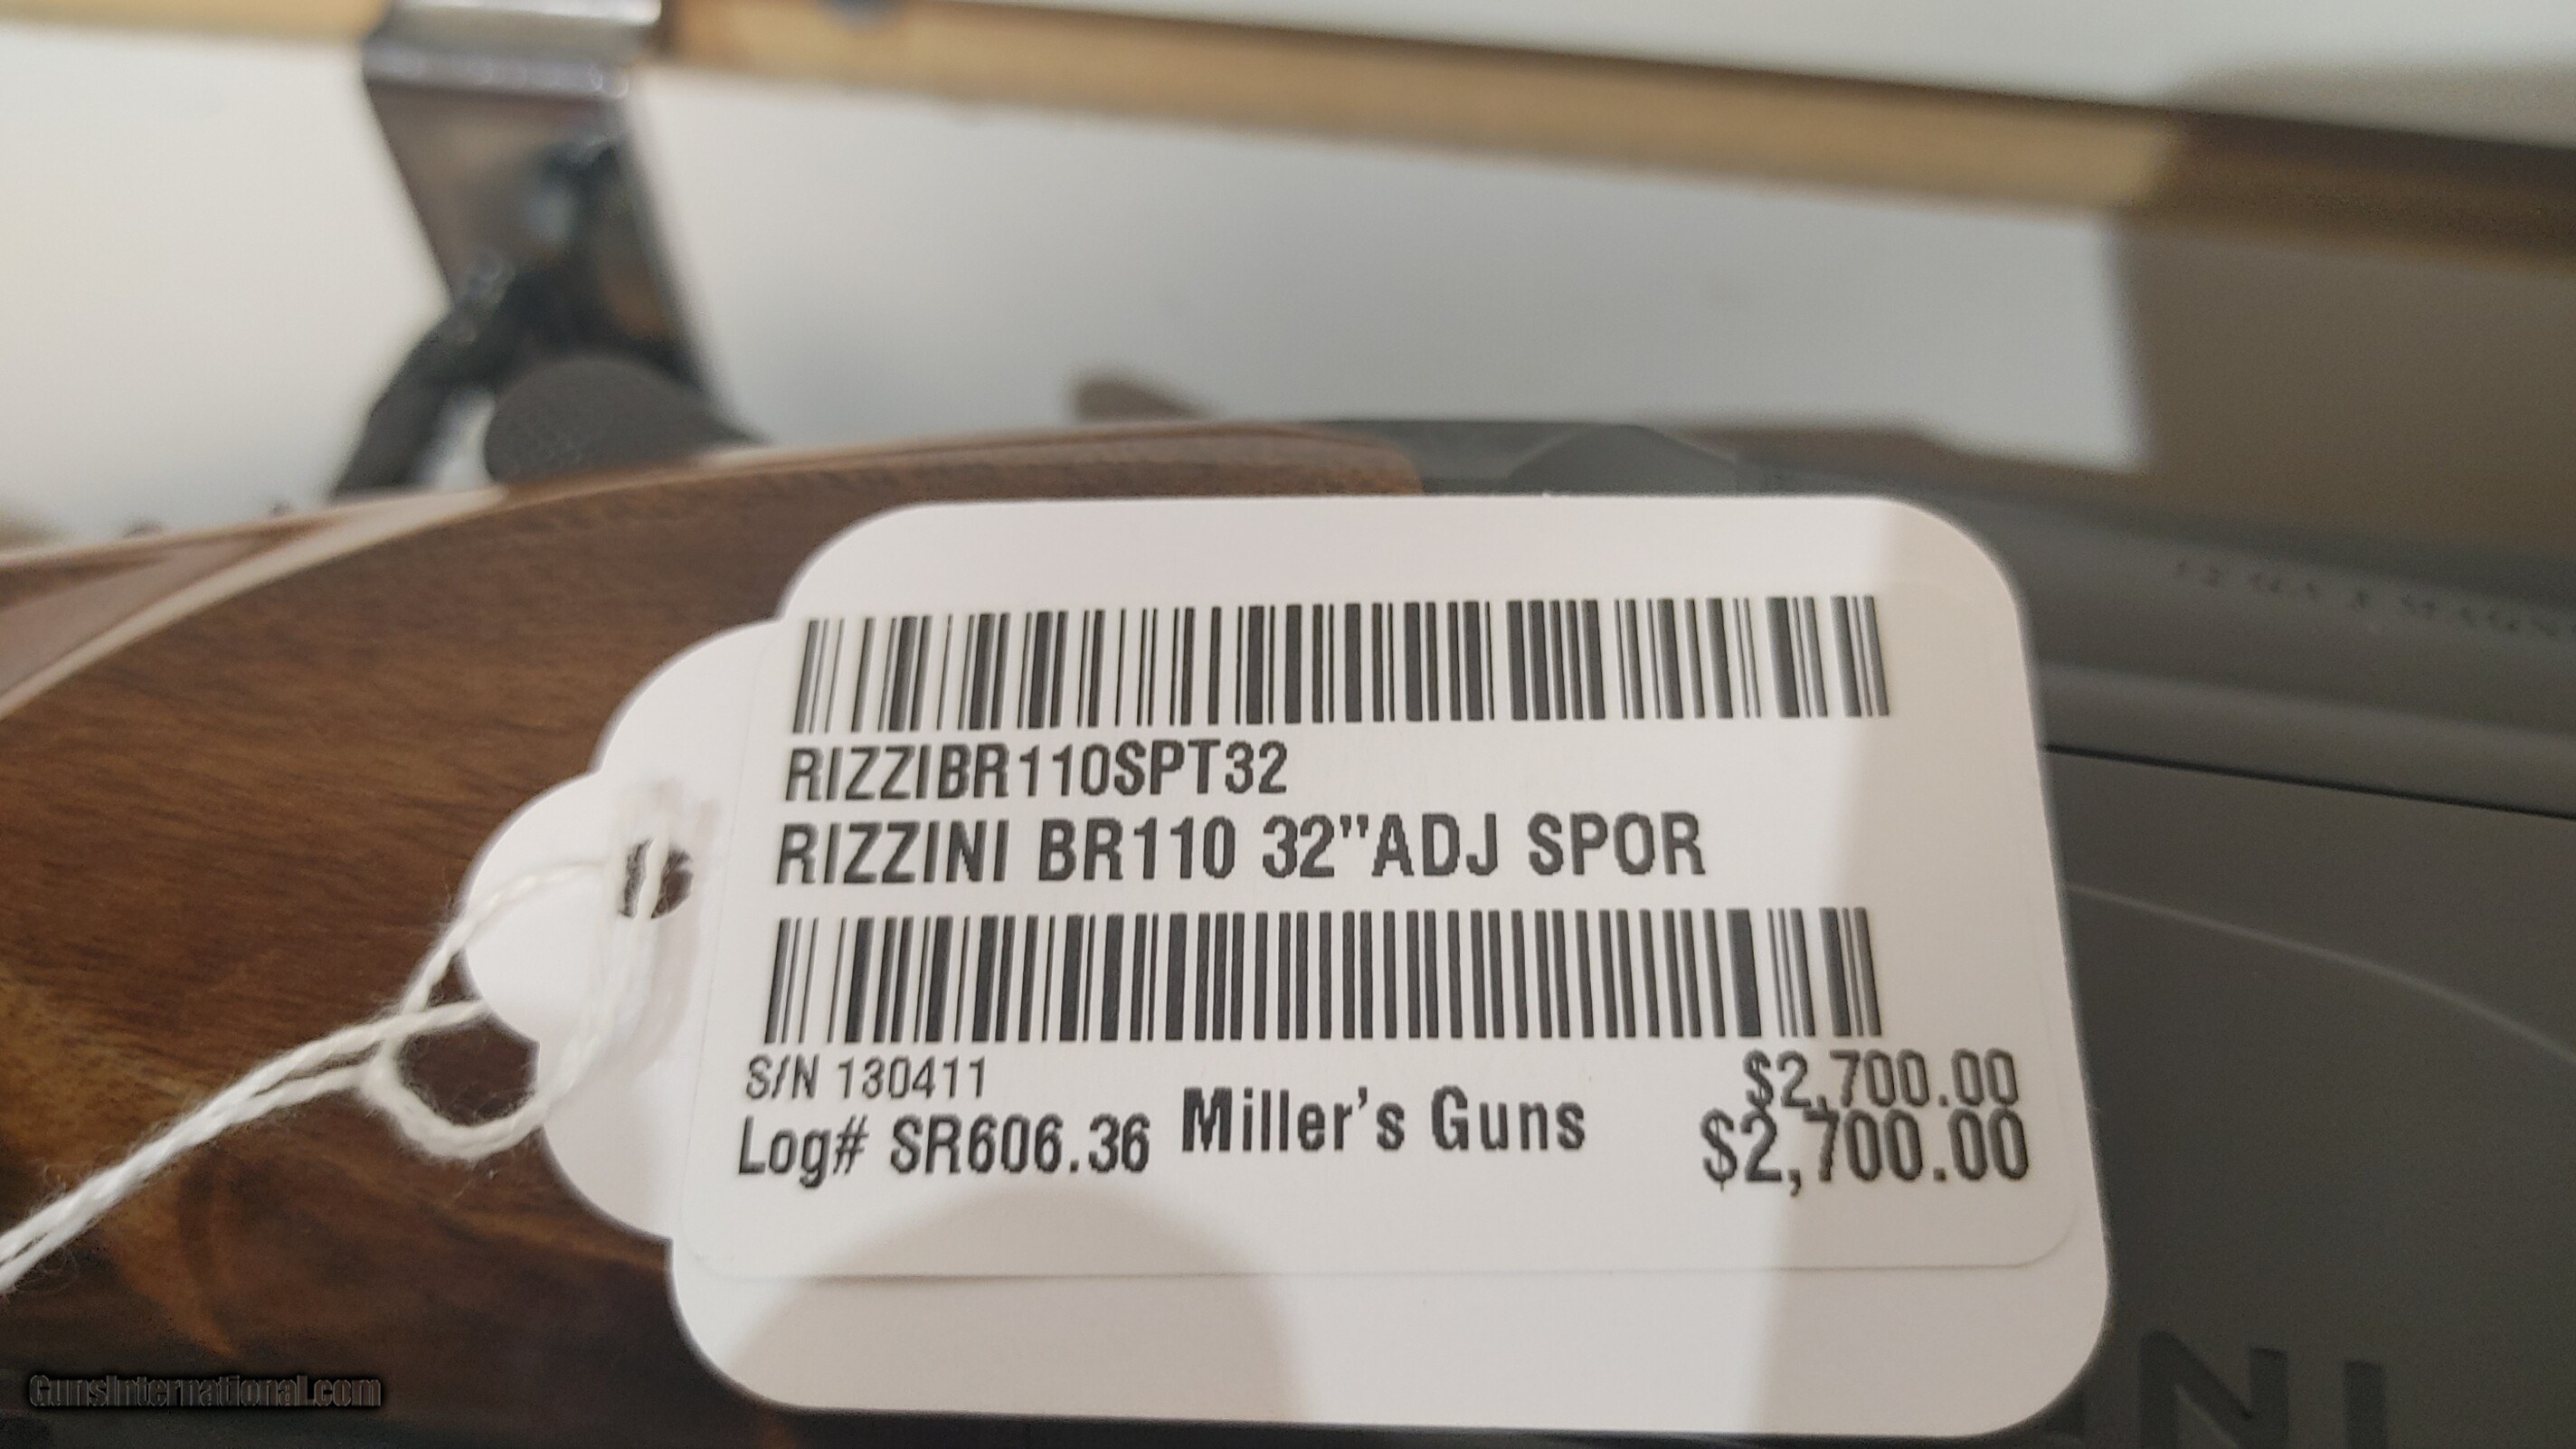 RIZZIBR110SPT32
RIZZINI BR110 32"ADJ SPOR
S/N 130411
$2,700.00
Log# SR606.36 Miller's Guns
$2,700.00
INI
GunsInternational.com